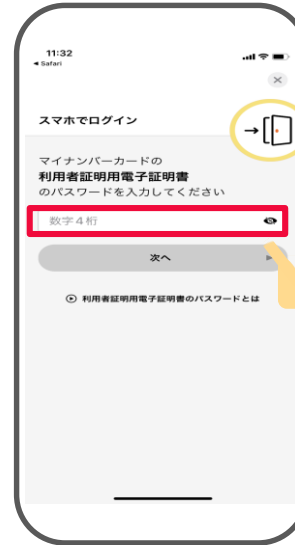 11:32
◀ Safari
スマホでログイン
マイナンバーカードの
利用者証明用電子証明書
のパスワードを入力してください
数字4桁
次へ
利用者証明用電子証明書のパスワードとは